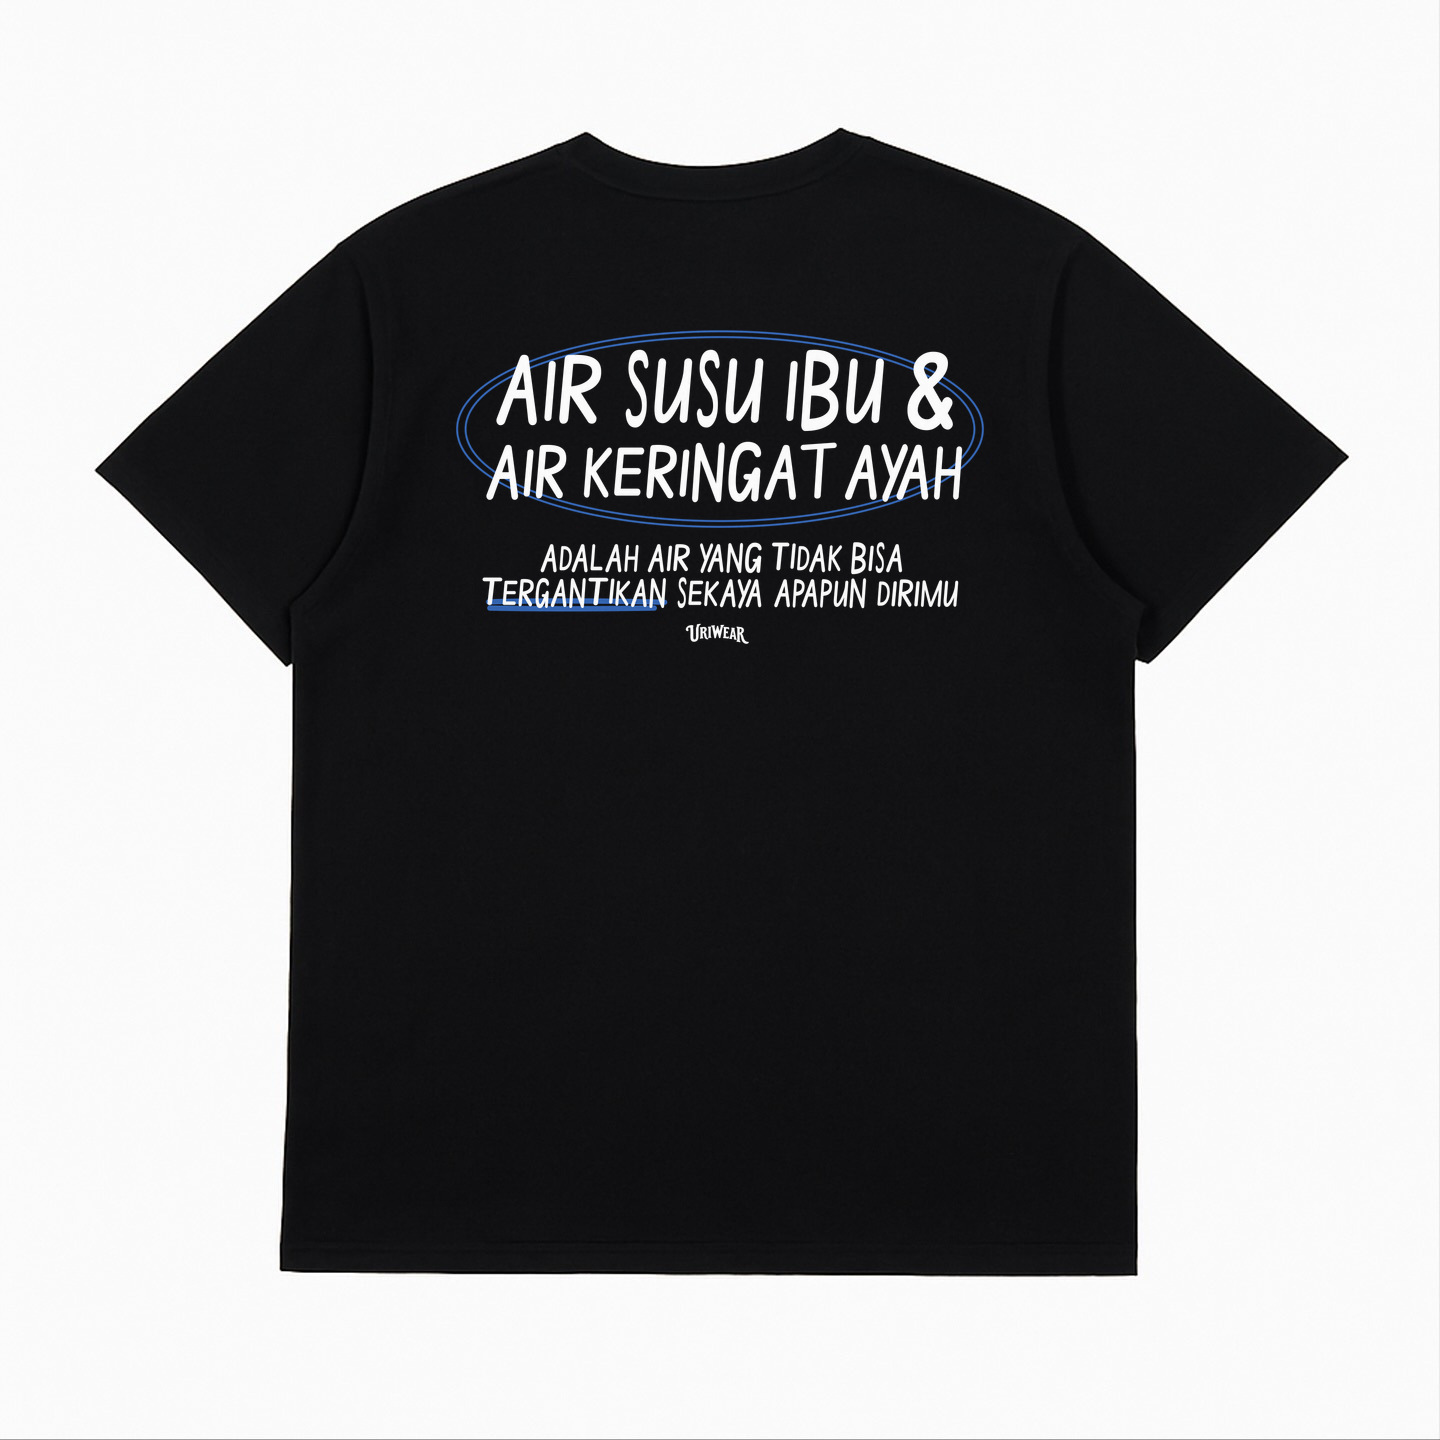 AIR SUSU IBU &
AIR KERINGAT AYAH
ADALAH AIR YANG TIDAK BISA
TERGANTIKAN SEKAYA APAPUN DIRIMU
URIWEAR